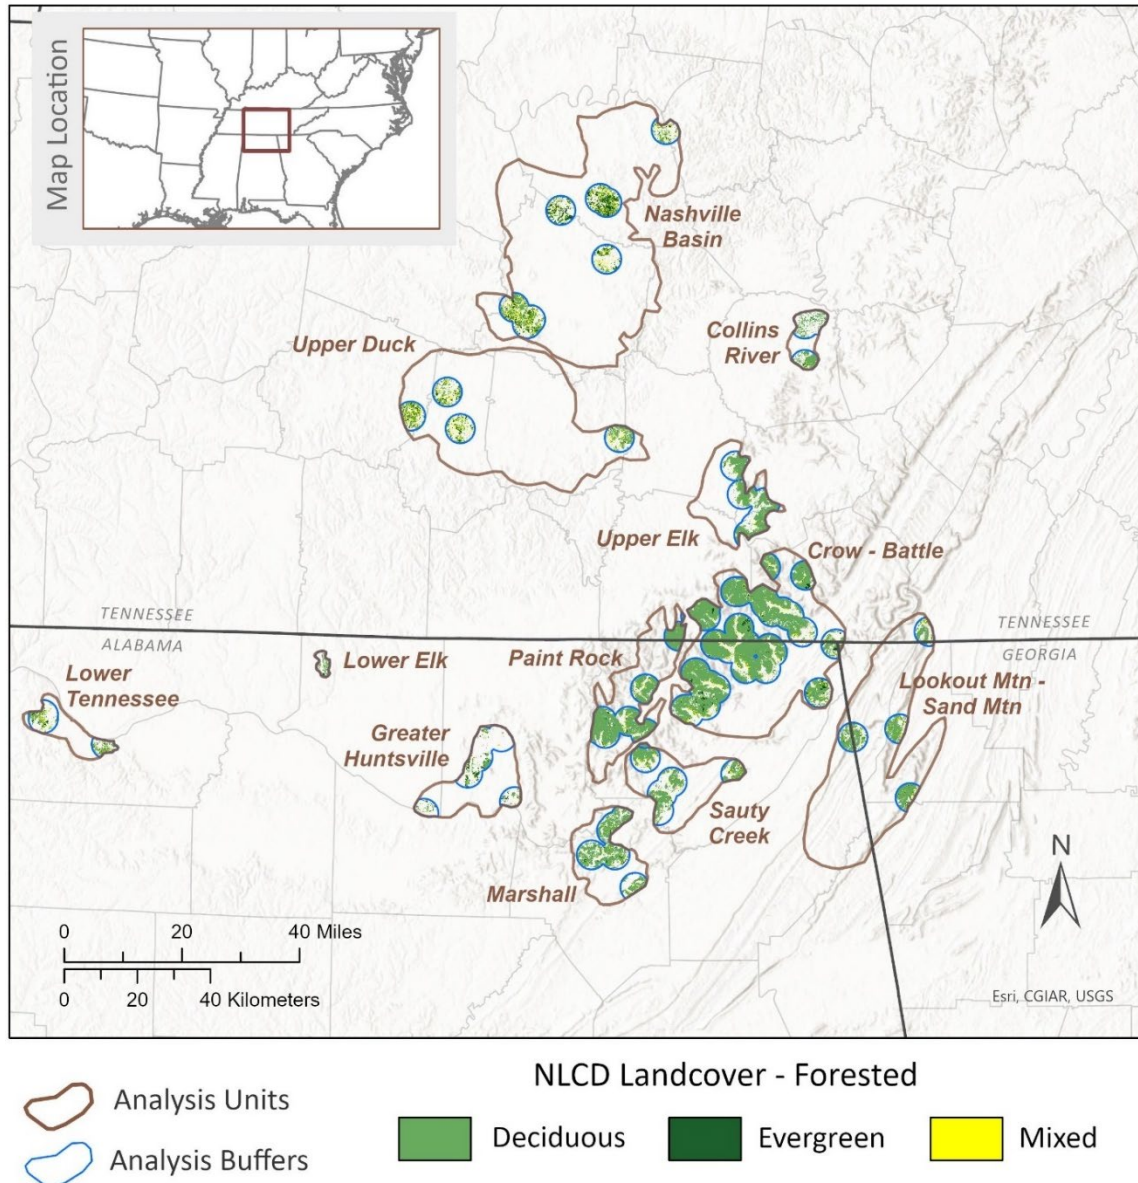 Map Location
Nashville
Basin
Upper Duck
Collins
River
Upper Elk
Crow - Battle
TENNESSEE
ALABAMA
TENNESSEE
GEORGIA
Lower Elk
Paint Rock
Lower
Tennessee
Lookout Mtn -
Sand Mtn
Greater
Huntsville
Sauty
Creek
Marshall
N
0 20 40 Miles
0 20 40 Kilometers
Esri, CGIAR, USGS
NLCD Landcover - Forested
Analysis Units
Analysis Buffers
Deciduous
Evergreen
Mixed